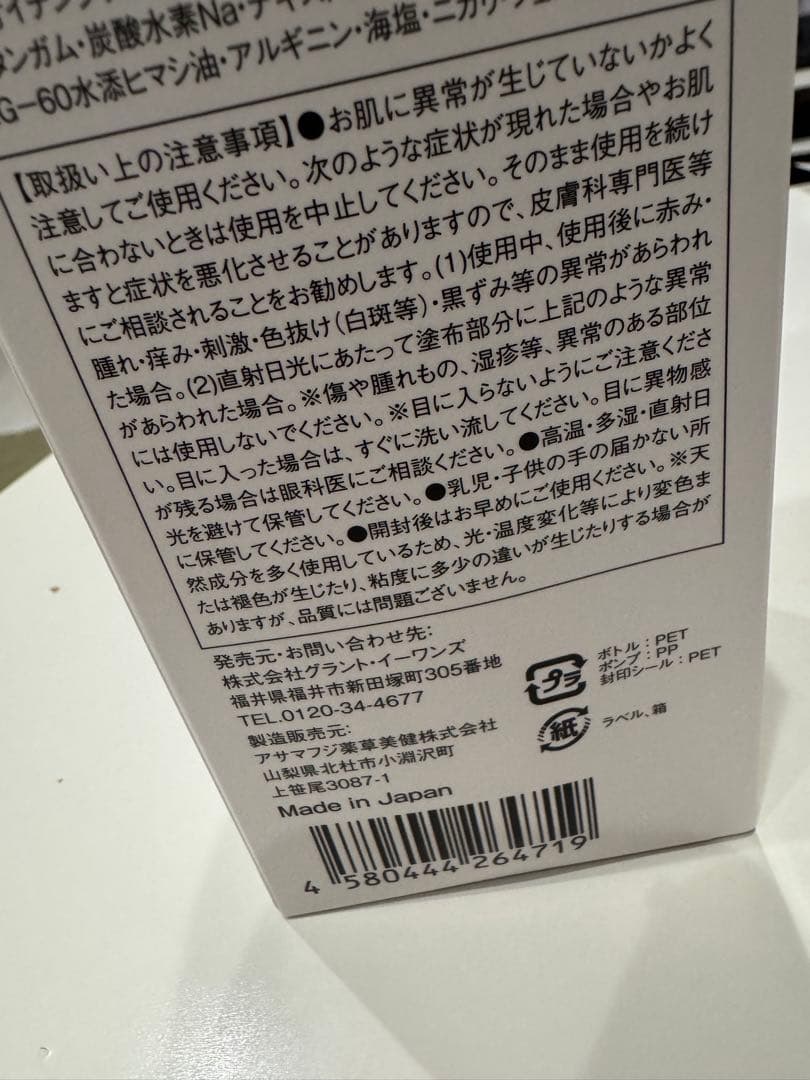 タンガム・炭酸水素Na・
G-60水添ヒマシ油・アルギニン・海塩・ニガリ・
【取扱い上の注意事項】●お肌に異常が生じていないかよく
注意してご使用ください。次のような症状が現れた場合やお肌
に合わないときは使用を中止してください。そのまま使用を続け
ますと症状を悪化させることがありますので、皮膚科専門医等
にご相談されることをお勧めします。(1)使用中、使用後に赤み・
腫れ・痒み・刺激・色抜け(白斑等)・黒ずみ等の異常があらわれ
た場合。(2)直射日光にあたって塗布部分に上記のような異常
があらわれた場合。※傷や腫れもの、湿疹等、異常のある部位
には使用しないでください。※目に入らないようにご注意くださ
い。目に入った場合は、すぐに洗い流してください。目に異物感
が残る場合は眼科医にご相談ください。●高温・多湿・直射日
光を避けて保管してください。●乳児・子供の手の届かない所
に保管してください。●開封後はお早めにご使用ください。※天
然成分を多く使用しているため、光・温度変化等により変色ま
たは褪色が生じたり、粘度に多少の違いが生じたりする場合が
ありますが、品質には問題ございません。
発売元・お問い合わせ先:
株式会社グラント・イーワンズ
福井県福井市新田塚町305番地
TEL.0120-34-4677
製造販売元:
アサマフジ薬草美健株式会社
山梨県北杜市小淵沢町
上笹尾3087-1
Made in Japan
プラ
ボトル:PET
ポンプ:PP
封印シール:PET
紙
ラベル、箱
4 580444 264719